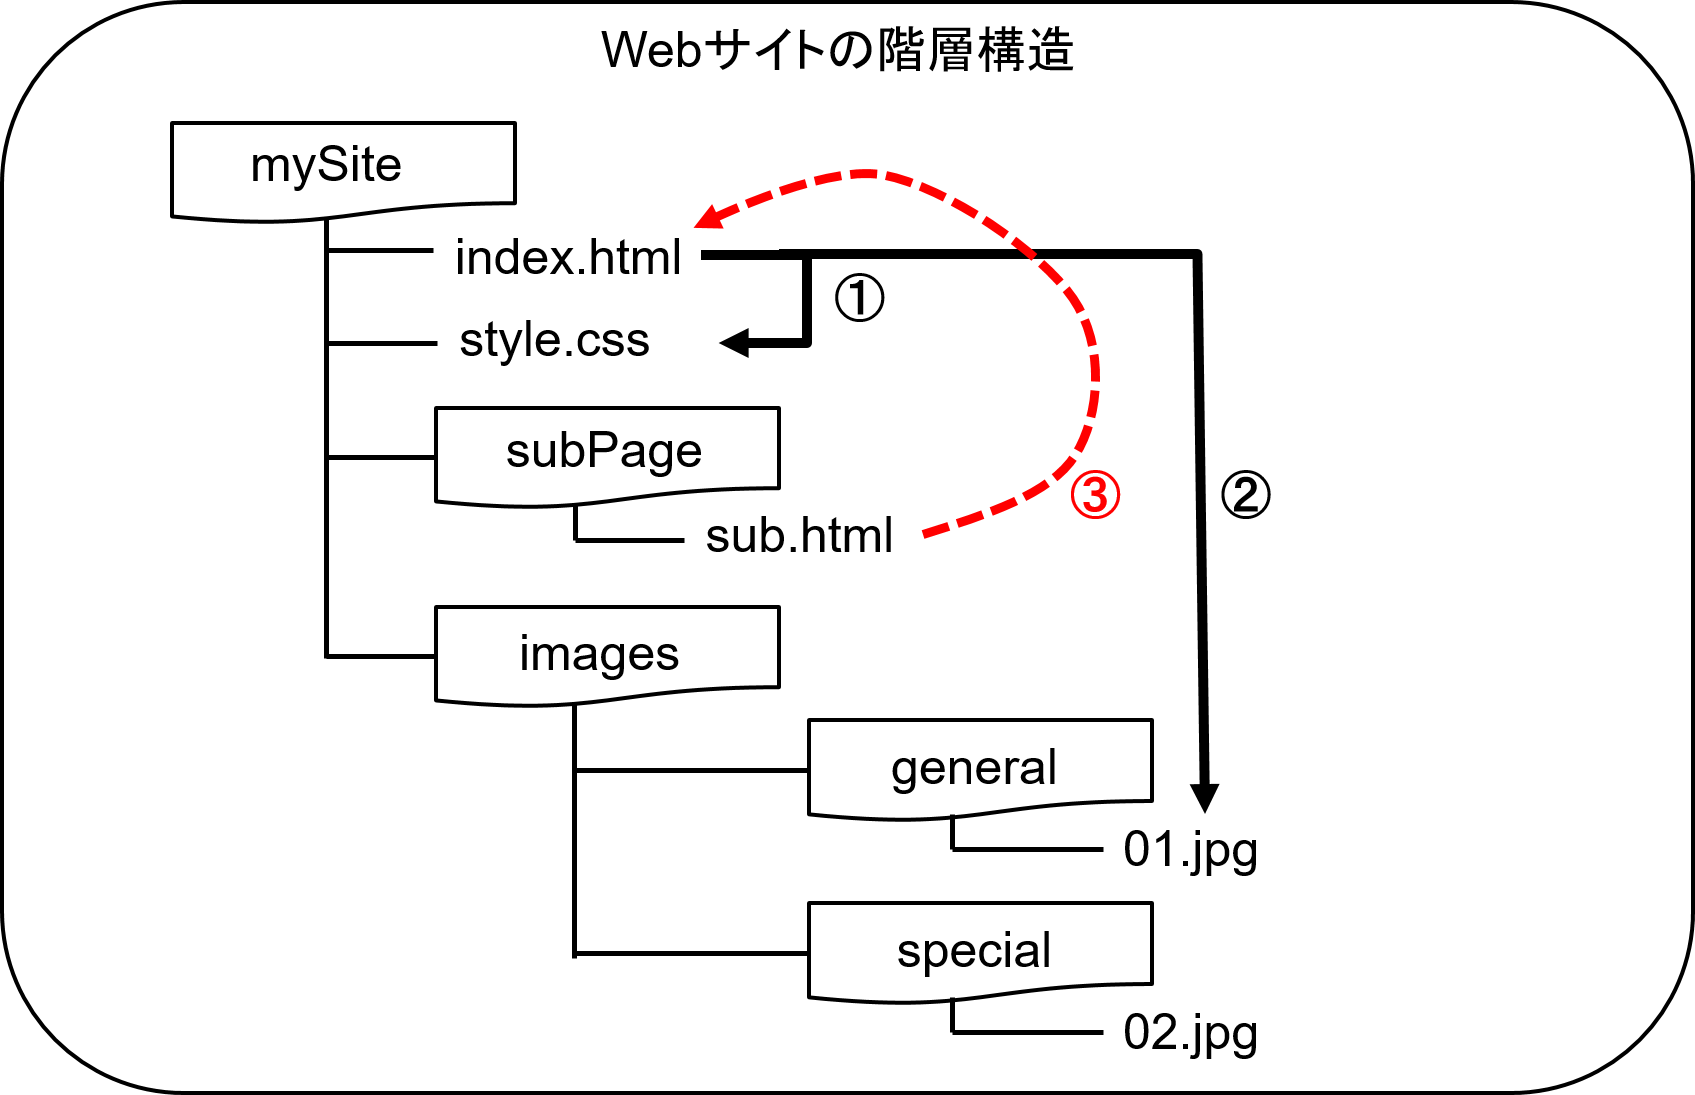 Webサイトの階層構造
mySite
index.html
①
style.css
subPage
③
②
sub.html
images
general
01.jpg
special
02.jpg